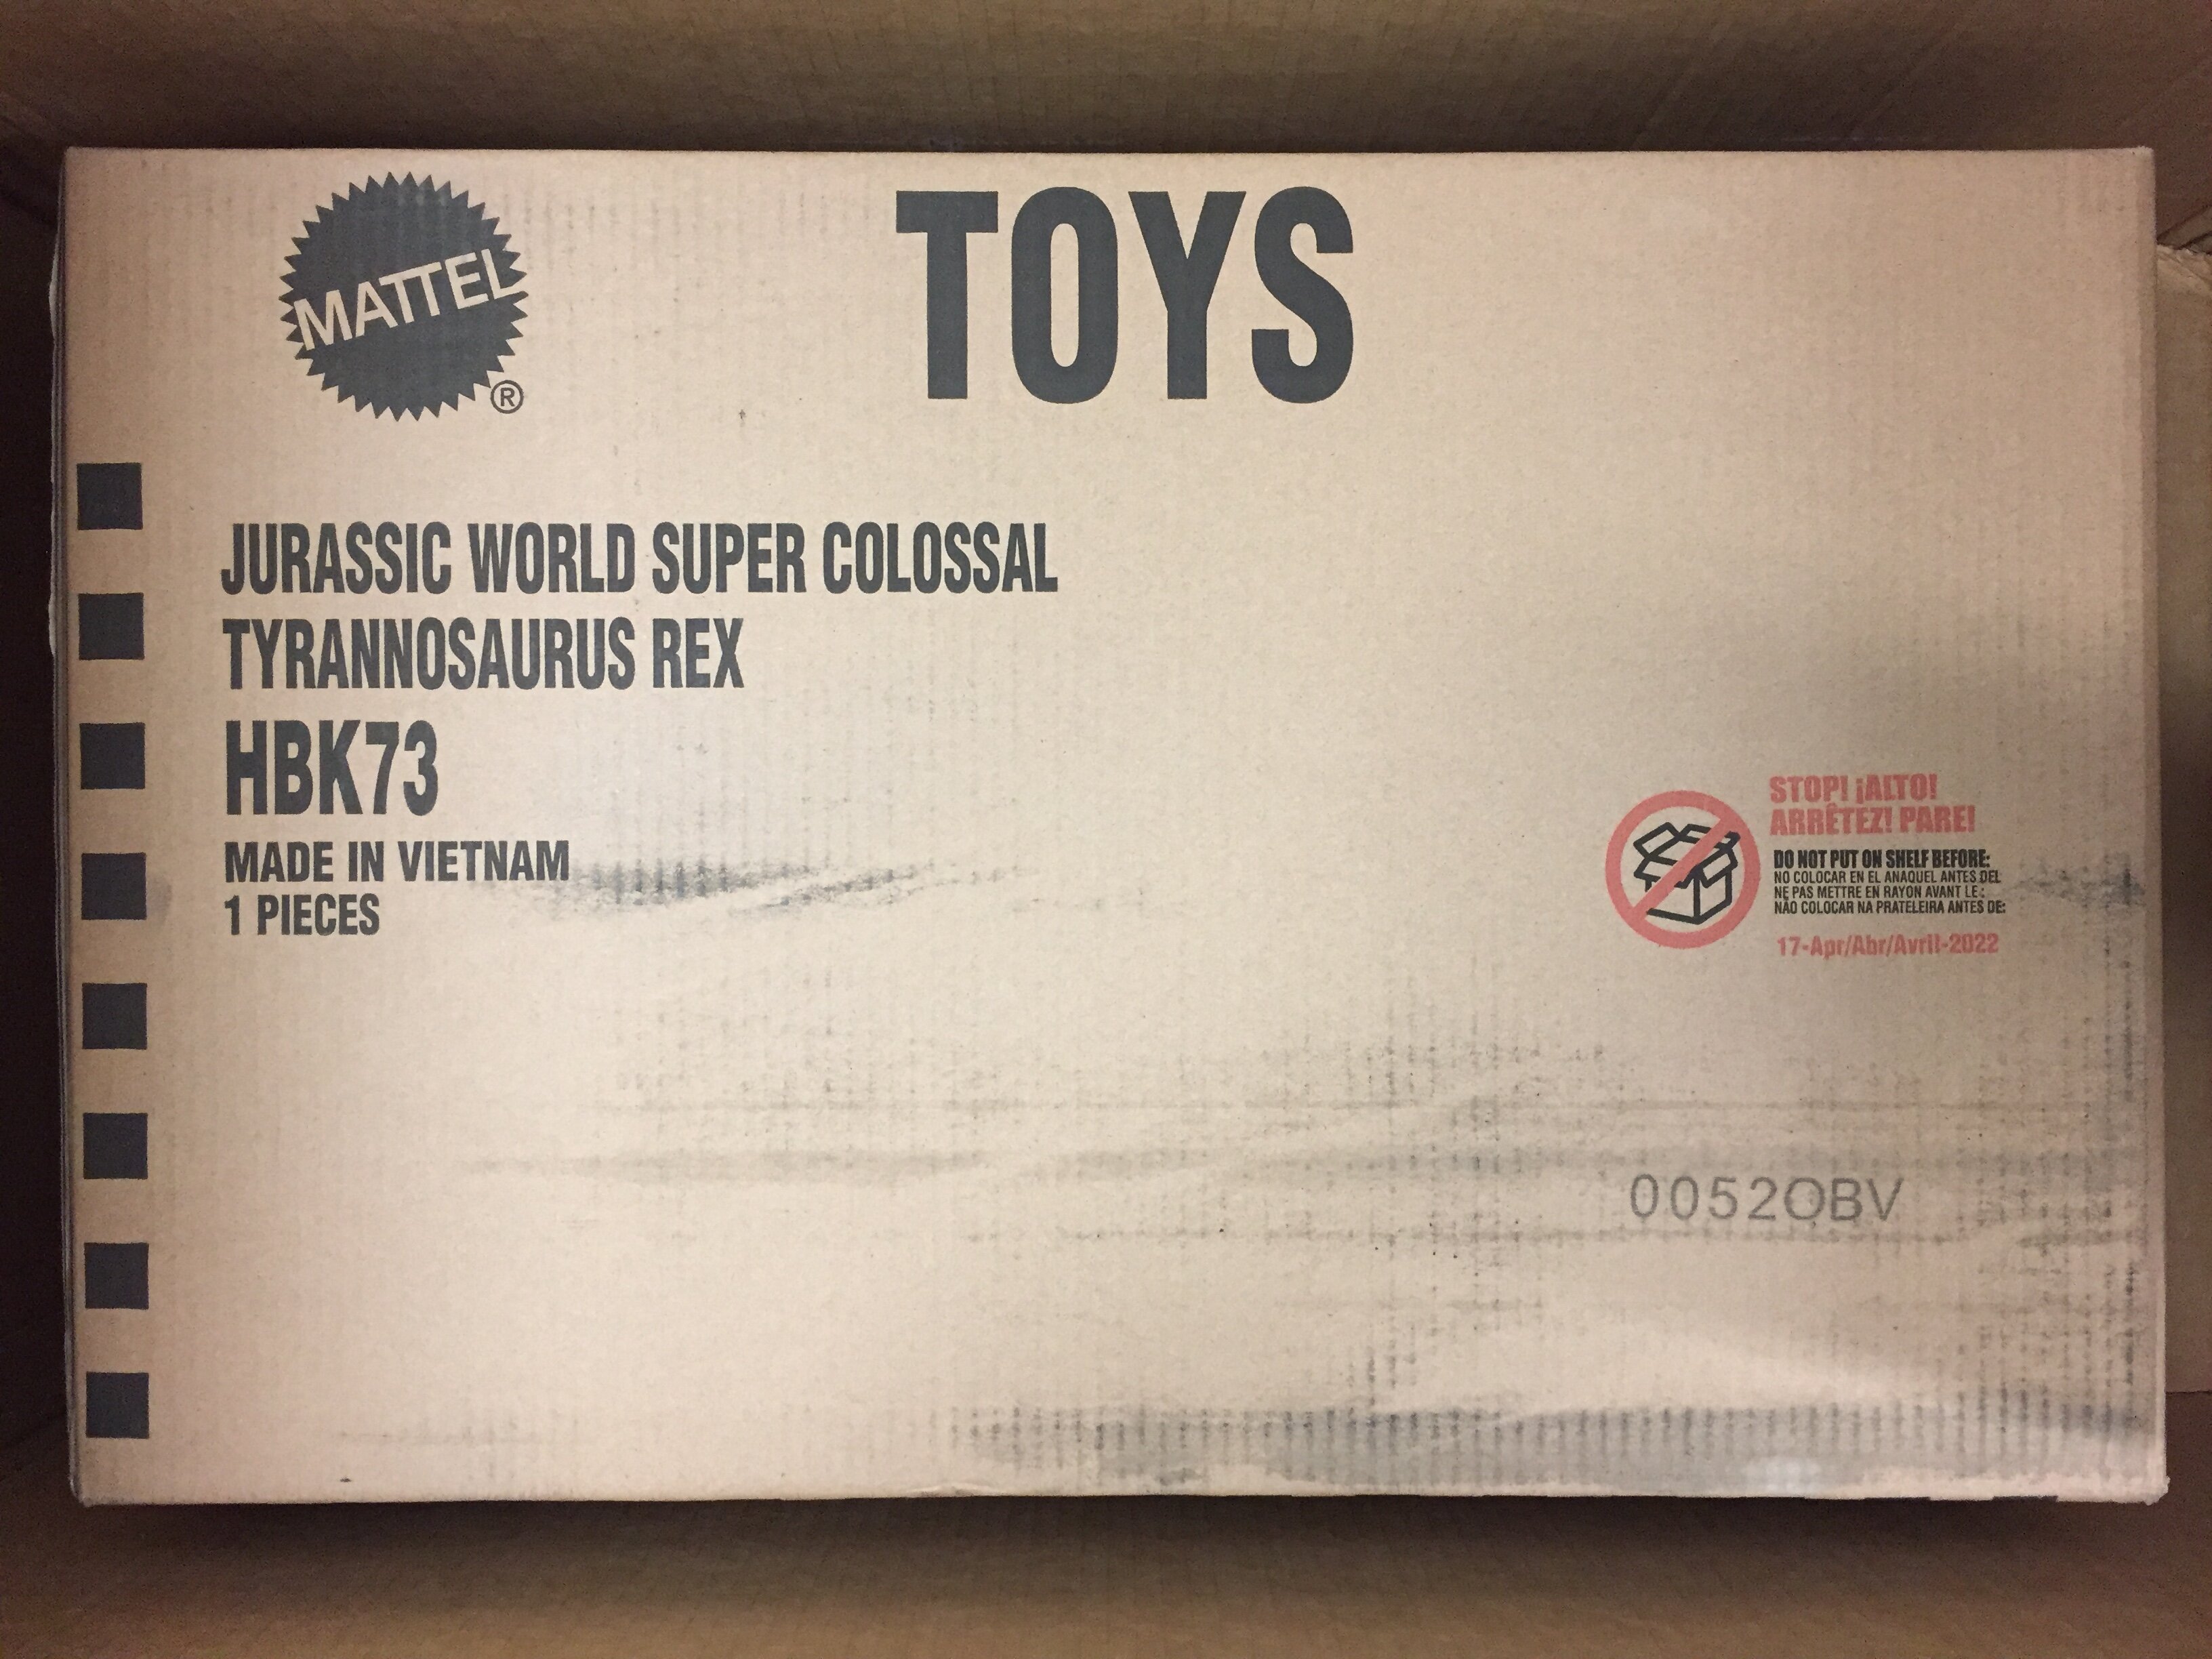 MATTEL
®
TOYS
JURASSIC WORLD SUPER COLOSSAL
TYRANNOSAURUS REX
HBK73
MADE IN VIETNAM
1 PIECES
STOP! ¡ALTO!
ARRÊTEZ! PARE!
DO NOT PUT ON SHELF BEFORE:
NO COLOCAR EN EL ANAQUEL ANTES DEL
NE PAS METTRE EN RAYON AVANT LE :
NÃO COLOCAR NA PRATELEIRA ANTES DE:
17-Apr/Abr/Avril-2022
0052OBV